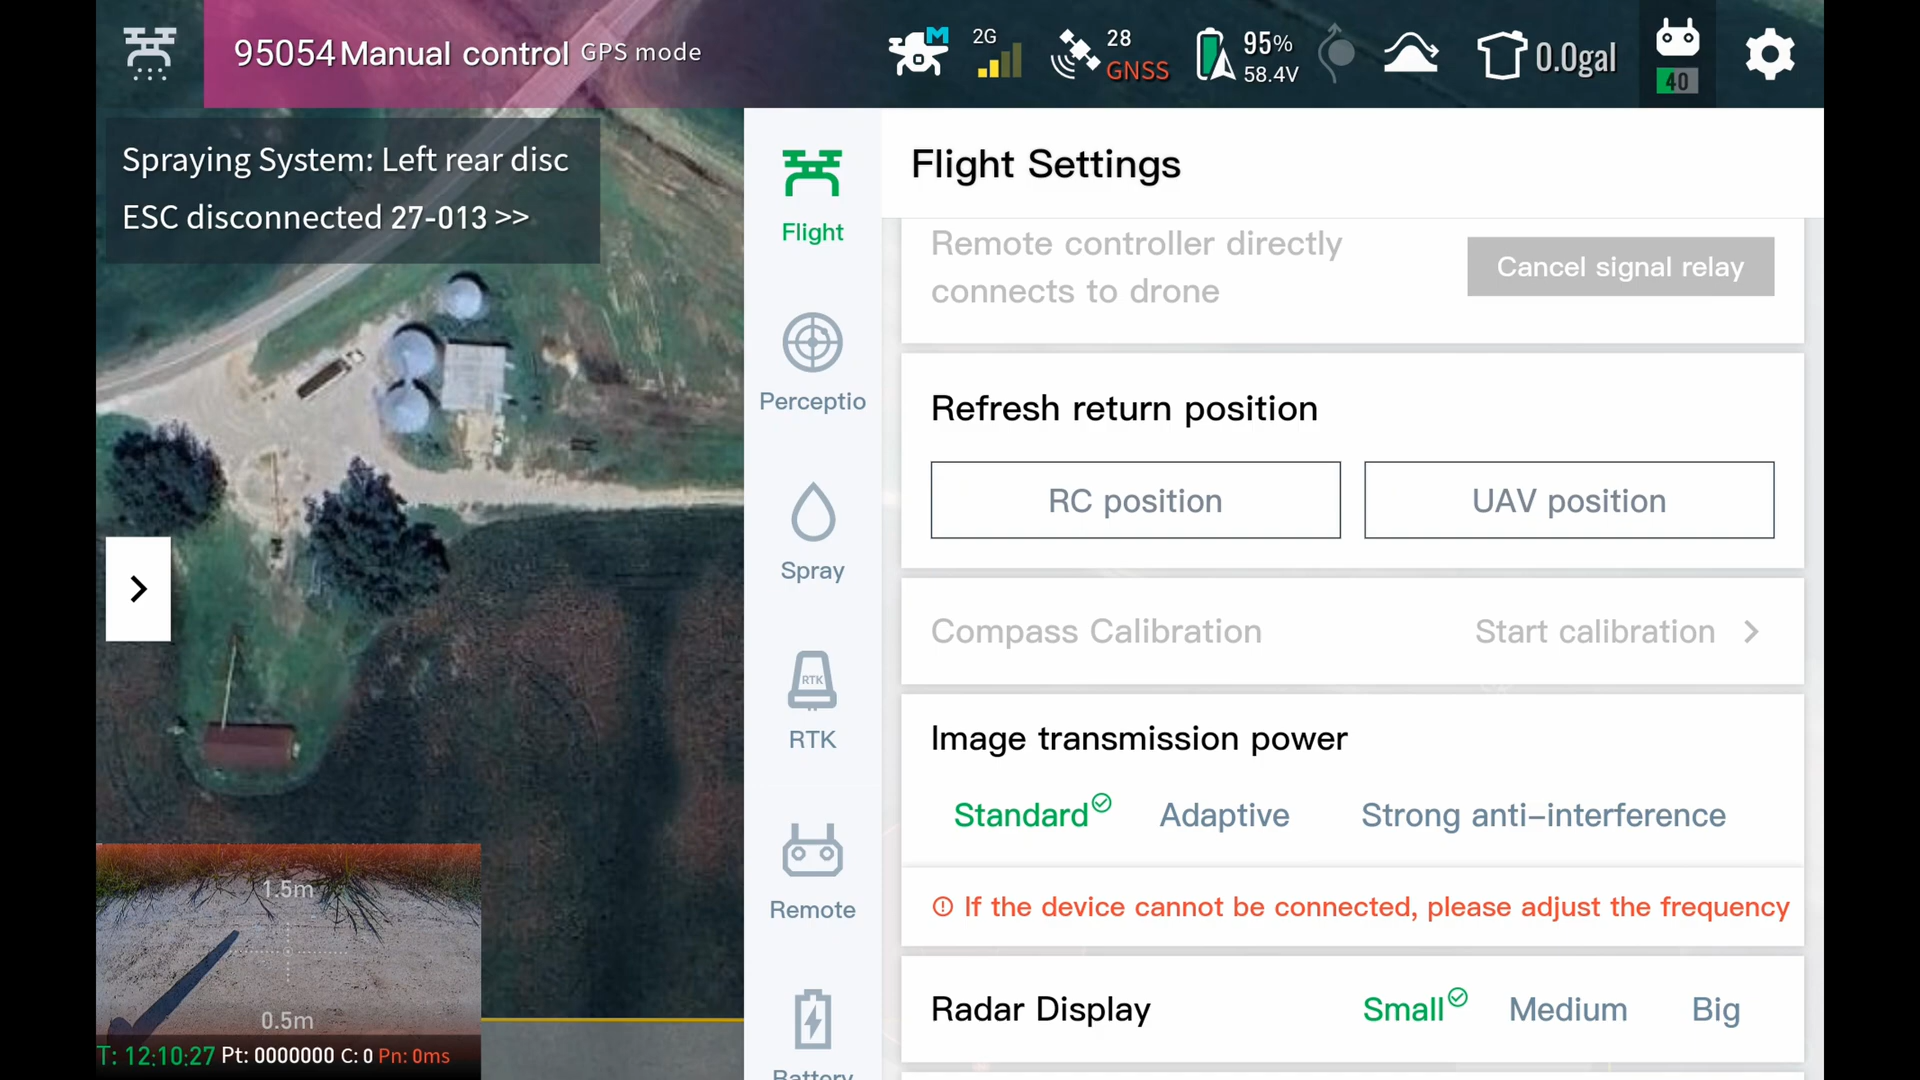 95054 Manual control GPS mode
M
2G
28
GNSS
95%
58.4V
0.0gal
40
Spraying System: Left rear disc
ESC disconnected 27-013 >>
Flight
Perceptio
Spray
RTK
RTK
Remote
Battery
Flight Settings
Remote controller directly
connects to drone
Cancel signal relay
Refresh return position
RC position
UAV position
Compass Calibration
Start calibration >
Image transmission power
Standard
Adaptive
Strong anti-interference
If the device cannot be connected, please adjust the frequency
Radar Display
Small
Medium
Big
1.5m
0.5m
T: 12:10:27 Pt: 0000000 C: 0 Pn: 0ms